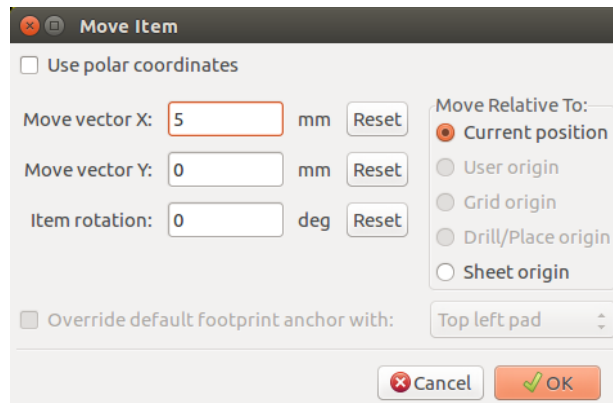 Move Item
Use polar coordinates
Move vector X: 5 mm Reset
Move vector Y: 0 mm Reset
Item rotation: 0 deg Reset
Move Relative To:
Current position
User origin
Grid origin
Drill/Place origin
Sheet origin
Override default footprint anchor with: Top left pad
Cancel OK